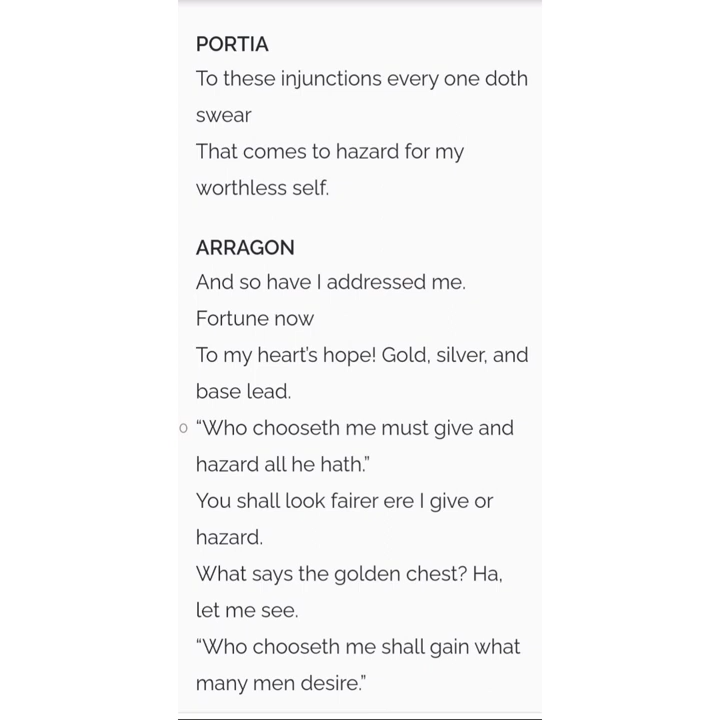 PORTIA
To these injunctions every one doth
swear
That comes to hazard for my
worthless self.
ARRAGON
And so have I addressed me.
Fortune now
To my heart's hope! Gold, silver, and
base lead.
0 “Who chooseth me must give and
hazard all he hath.”
You shall look fairer ere I give or
hazard.
What says the golden chest? Ha,
let me see.
“Who chooseth me shall gain what
many men desire.”